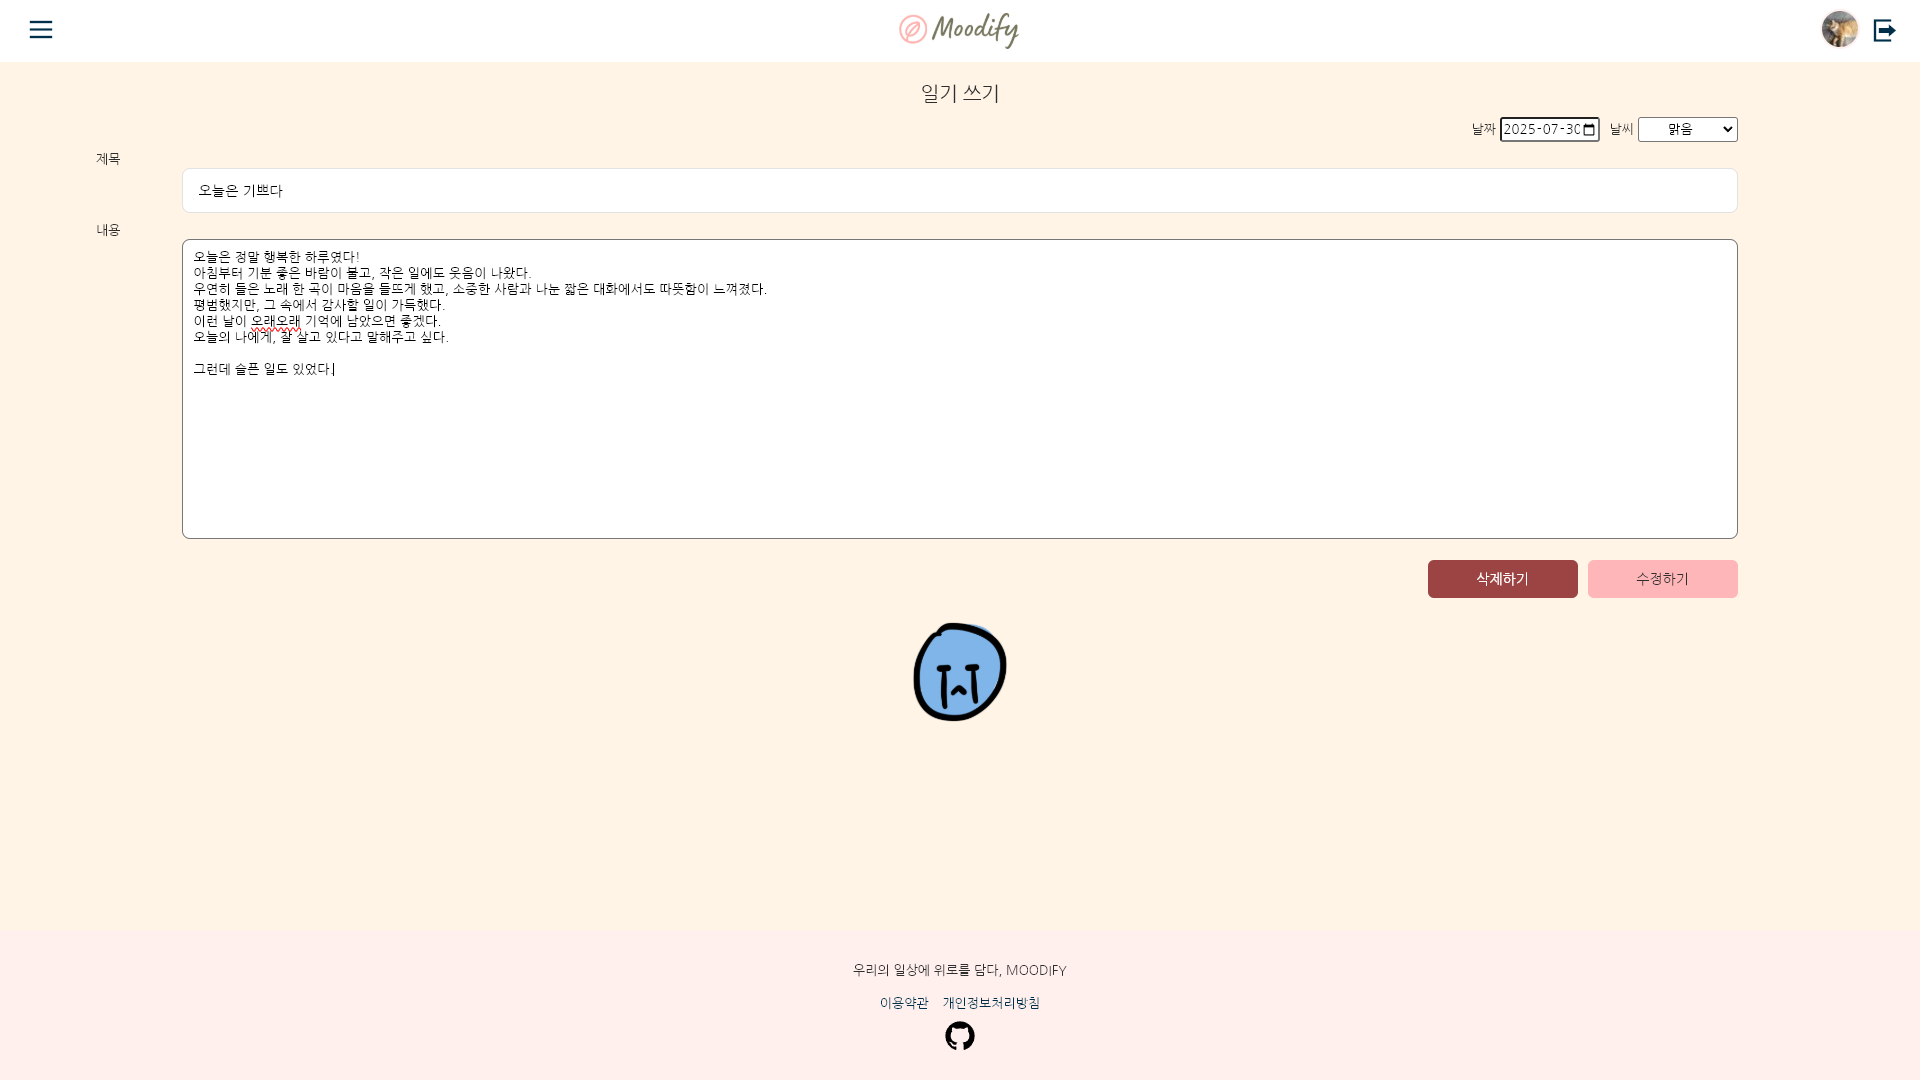 Moodify
일기 쓰기
날짜 2025-07-30 날씨 맑음
제목
오늘은 기쁘다
내용
오늘은 정말 행복한 하루였다!
아침부터 기분 좋은 바람이 불고, 작은 일에도 웃음이 나왔다.
우연히 들은 노래 한 곡이 마음을 들뜨게 했고, 소중한 사람과 나눈 짧은 대화에서도 따뜻함이 느껴졌다.
평범했지만, 그 속에서 감사할 일이 가득했다.
이런 날이 오래오래 기억에 남았으면 좋겠다.
오늘의 나에게, 잘 살고 있다고 말해주고 싶다.
그런데 슬픈 일도 있었다.
삭제하기 수정하기
우리의 일상에 위로를 담다, MOODIFY
이용약관 개인정보처리방침